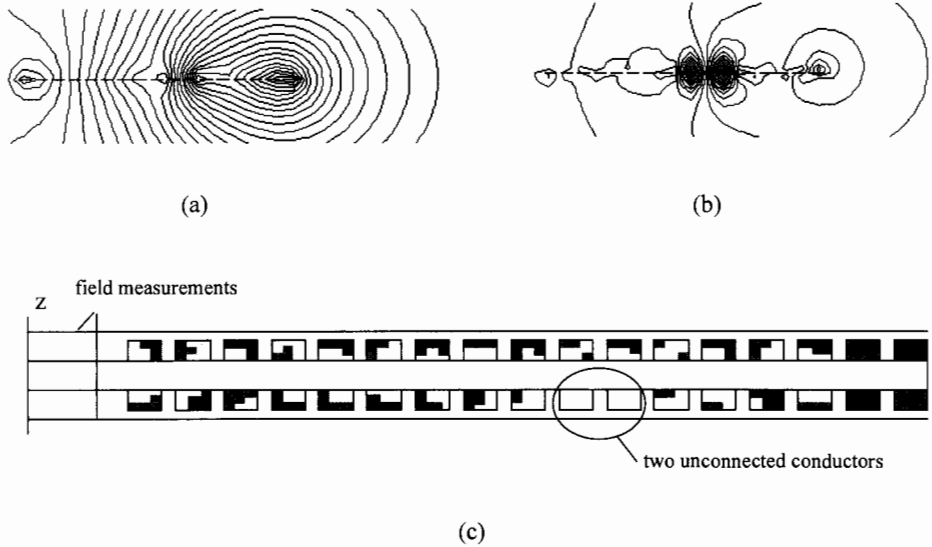 (a)
(b)
field measurements
Z
two unconnected conductors
(c)